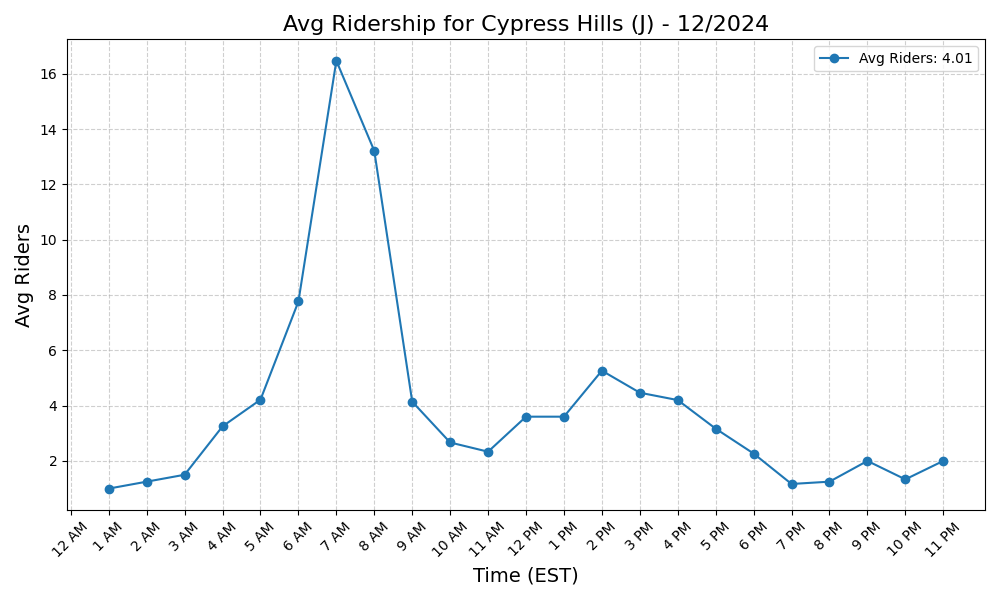 Avg Ridership for Cypress Hills (J) - 12/2024
Avg Riders: 4.01
Avg Riders
16
14
12
10
8
6
4
2
12 AM
1 AM
2 AM
3 AM
4 AM
5 AM
6 AM
7 AM
8 AM
9 AM
10 AM
11 AM
12 PM
1 PM
2 PM
3 PM
4 PM
5 PM
6 PM
7 PM
8 PM
9 PM
10 PM
11 PM
Time (EST)